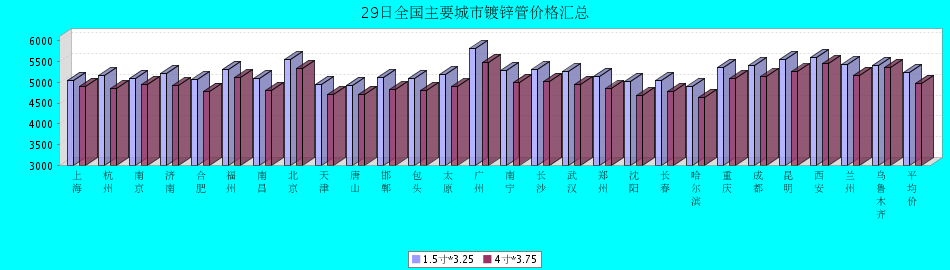 29日全国主要城市镀锌管价格汇总
6000
5500
5000
4500
4000
3500
3000
上海 杭州 南京 济南 合肥 福州 南昌 北京 天津 唐山 邯郸 包头 太原 广州 南宁 长沙 武汉 郑州 沈阳 长春 哈尔滨 重庆 成都 昆明 西安 兰州 乌鲁木齐 平均价
1.5寸*3.25 4寸*3.75